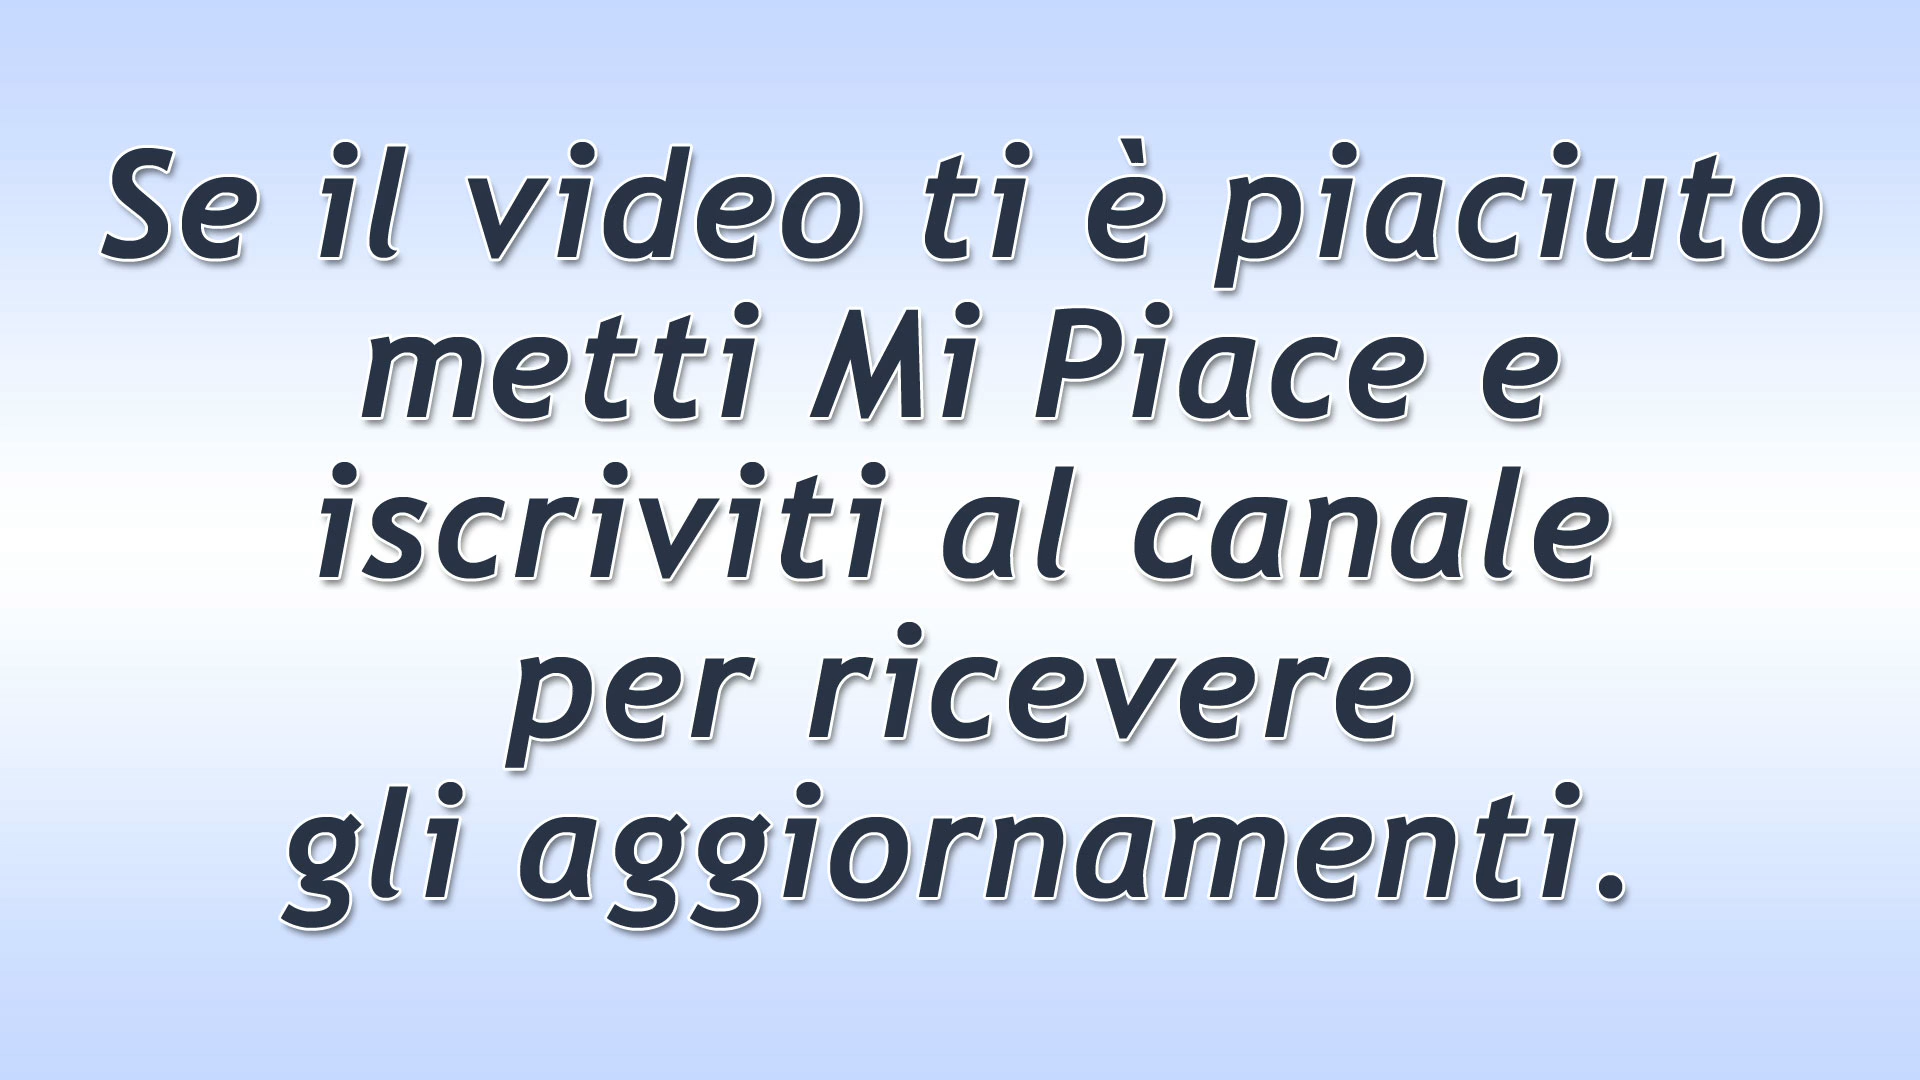 Se il video ti è piaciuto
metti Mi Piace e
iscriviti al canale
per ricevere
gli aggiornamenti.